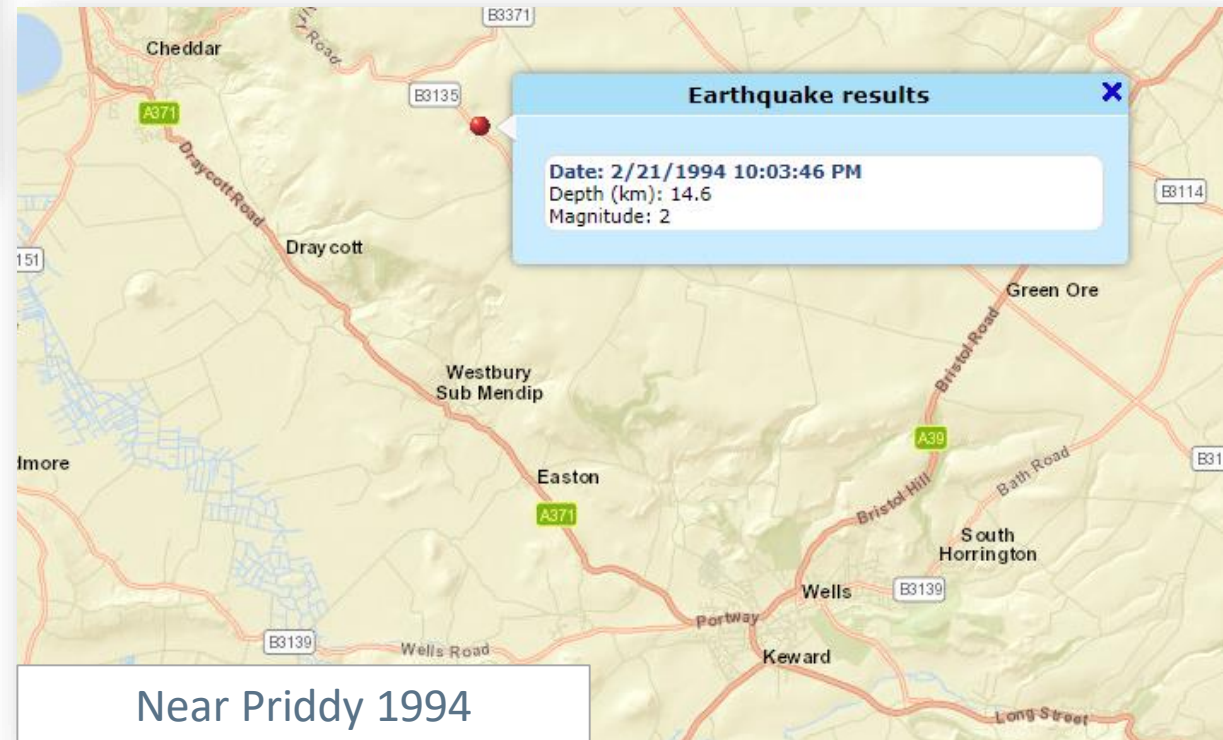 B3371
Cheddar
Road
B3135
Earthquake results
A371
Date: 2/21/1994 10:03:46 PM
Depth (km): 14.6
Magnitude: 2
Draycott Road
B3114
Draycott
151
Green Ore
Bristol Road
Westbury
Sub Mendip
A39
Bath Road
B31
dmore
Easton
Bristol Hill
A371
South
Horrington
Wells
B3139
Portway
B3139
Wells Road
Keward
Near Priddy 1994
Long Street